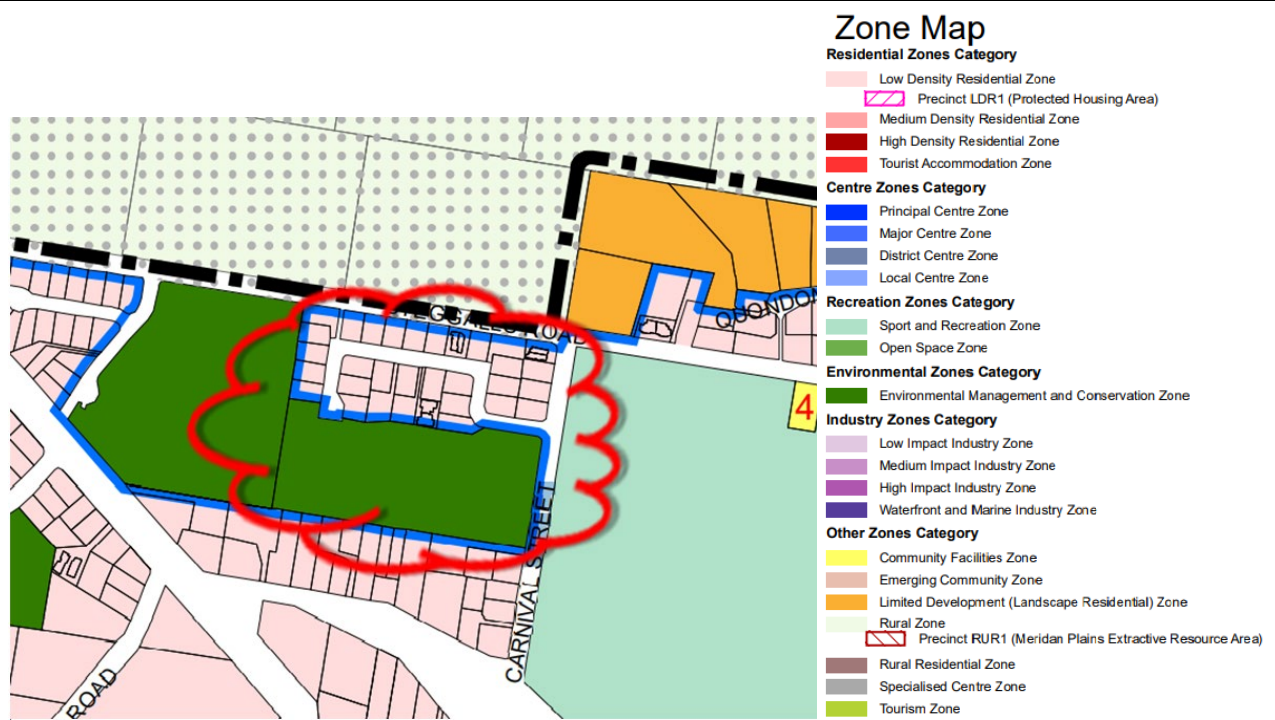 Zone Map
Residential Zones Category
Low Density Residential Zone
Precinct LDR1 (Protected Housing Area)
Medium Density Residential Zone
High Density Residential Zone
Tourist Accommodation Zone
Centre Zones Category
Principal Centre Zone
Major Centre Zone
District Centre Zone
Local Centre Zone
Recreation Zones Category
Sport and Recreation Zone
Open Space Zone
Environmental Zones Category
Environmental Management and Conservation Zone
Industry Zones Category
Low Impact Industry Zone
Medium Impact Industry Zone
High Impact Industry Zone
Waterfront and Marine Industry Zone
Other Zones Category
Community Facilities Zone
Emerging Community Zone
Limited Development (Landscape Residential) Zone
Rural Zone
Precinct RUR1 (Meridan Plains Extractive Resource Area)
Rural Residential Zone
Specialised Centre Zone
Tourism Zone
QUONDON
ROAD
4
CARNIVAL STREET
ROAD